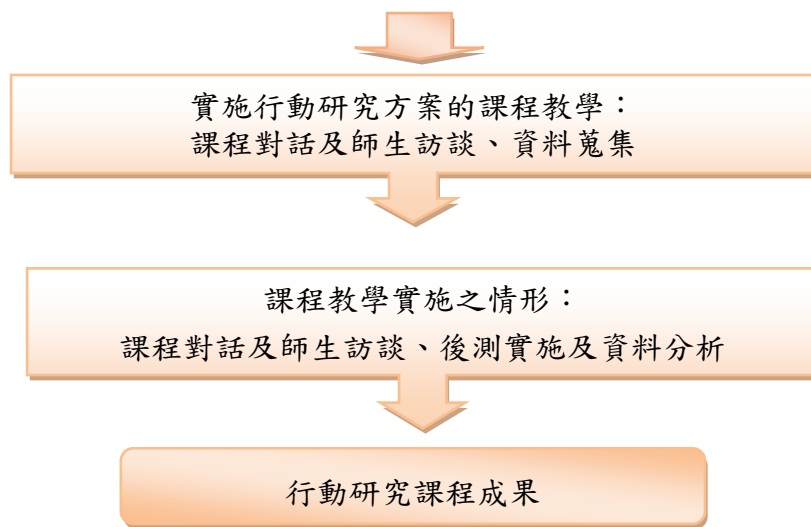 實施行動研究方案的課程教學：
課程對話及師生訪談、資料蒐集
課程教學實施之情形：
課程對話及師生訪談、後測實施及資料分析
行動研究課程成果